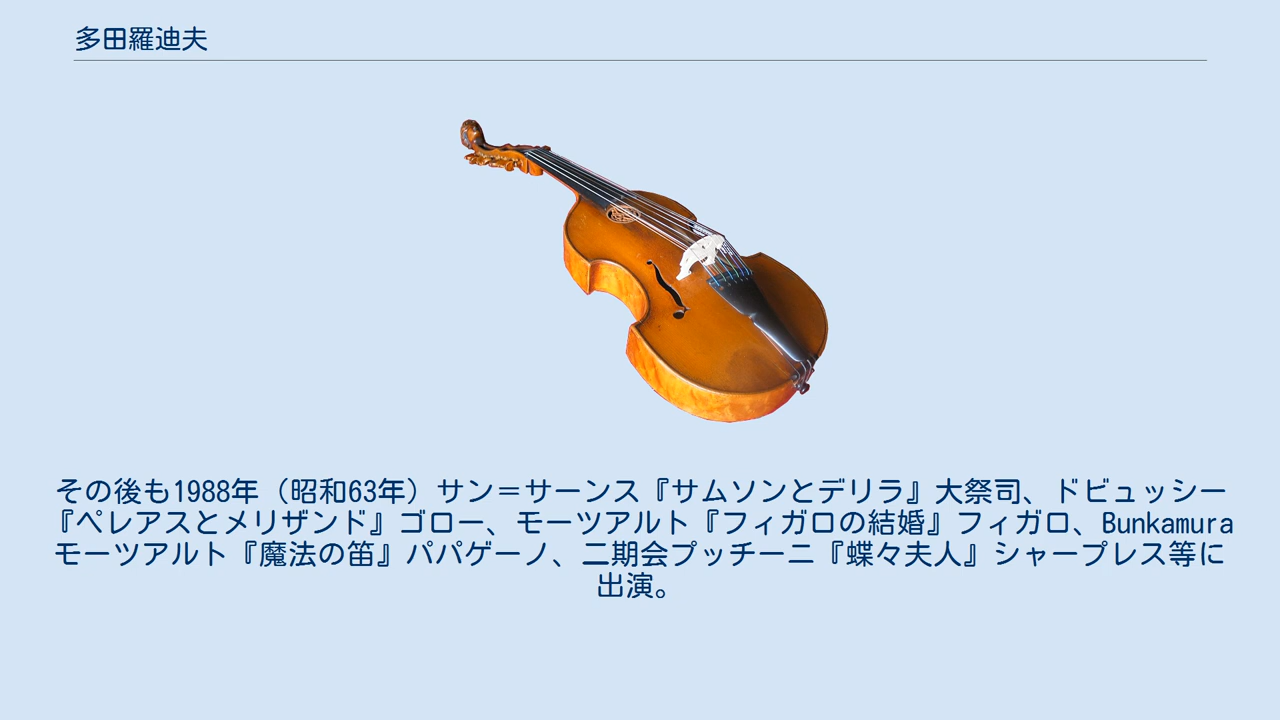 多田羅迪夫
その後も1988年（昭和63年）サン＝サーンス『サムソンとデリラ』大祭司、ドビュッシー
『ペレアスとメリザンド』ゴロー、モーツアルト『フィガロの結婚』フィガロ、Bunkamura
モーツアルト『魔法の笛』パパゲーノ、二期会プッチーニ『蝶々夫人』シャープレス等に
出演。